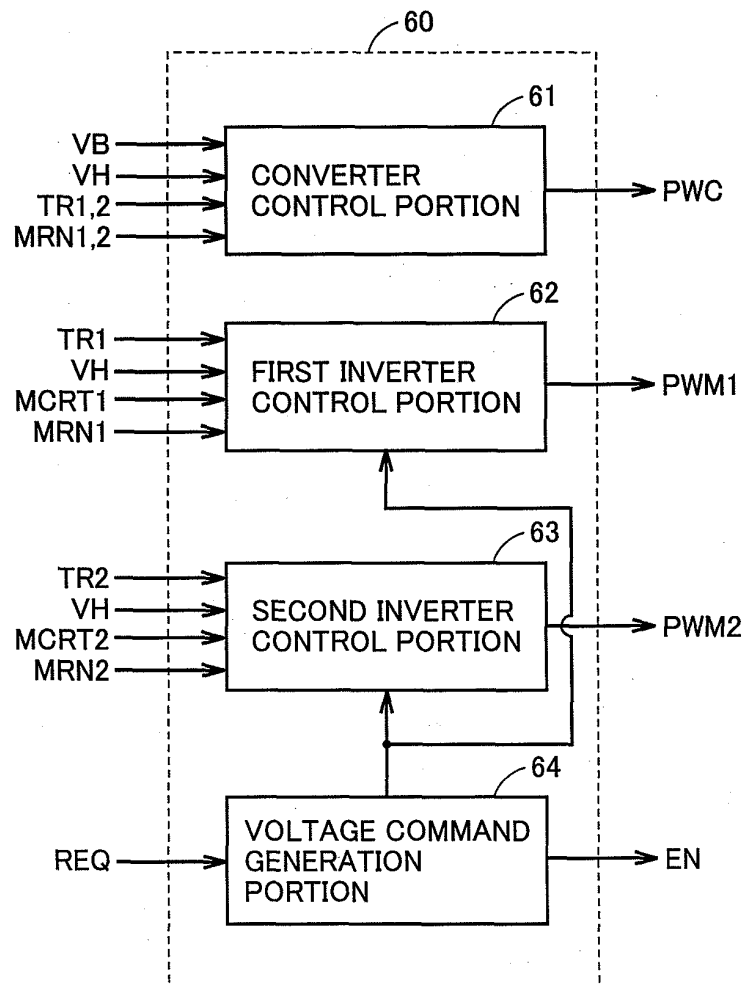 60
61
VB
VH
TR1,2
MRN1,2
CONVERTER
CONTROL PORTION
PWC
62
TR1
VH
MCRT1
MRN1
FIRST INVERTER
CONTROL PORTION
PWM1
63
TR2
VH
MCRT2
MRN2
SECOND INVERTER
CONTROL PORTION
PWM2
64
REQ
VOLTAGE COMMAND
GENERATION
PORTION
EN